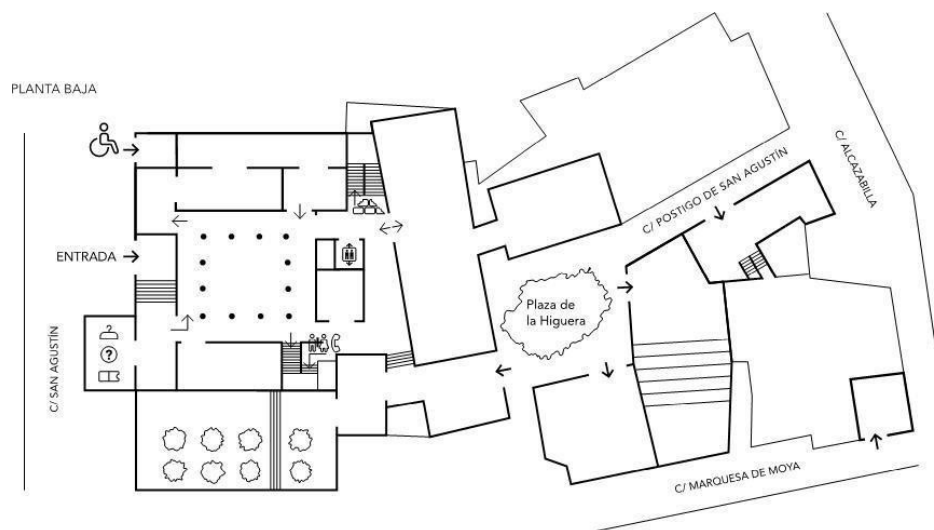 PLANTA BAJA
C/ ALCAZABILLA
C/ POSTIGO DE SAN AGUSTÍN
ENTRADA
?
Plaza de
la Higuera
C/ SAN AGUSTÍN
?
C/ MARQUESA DE MOYA